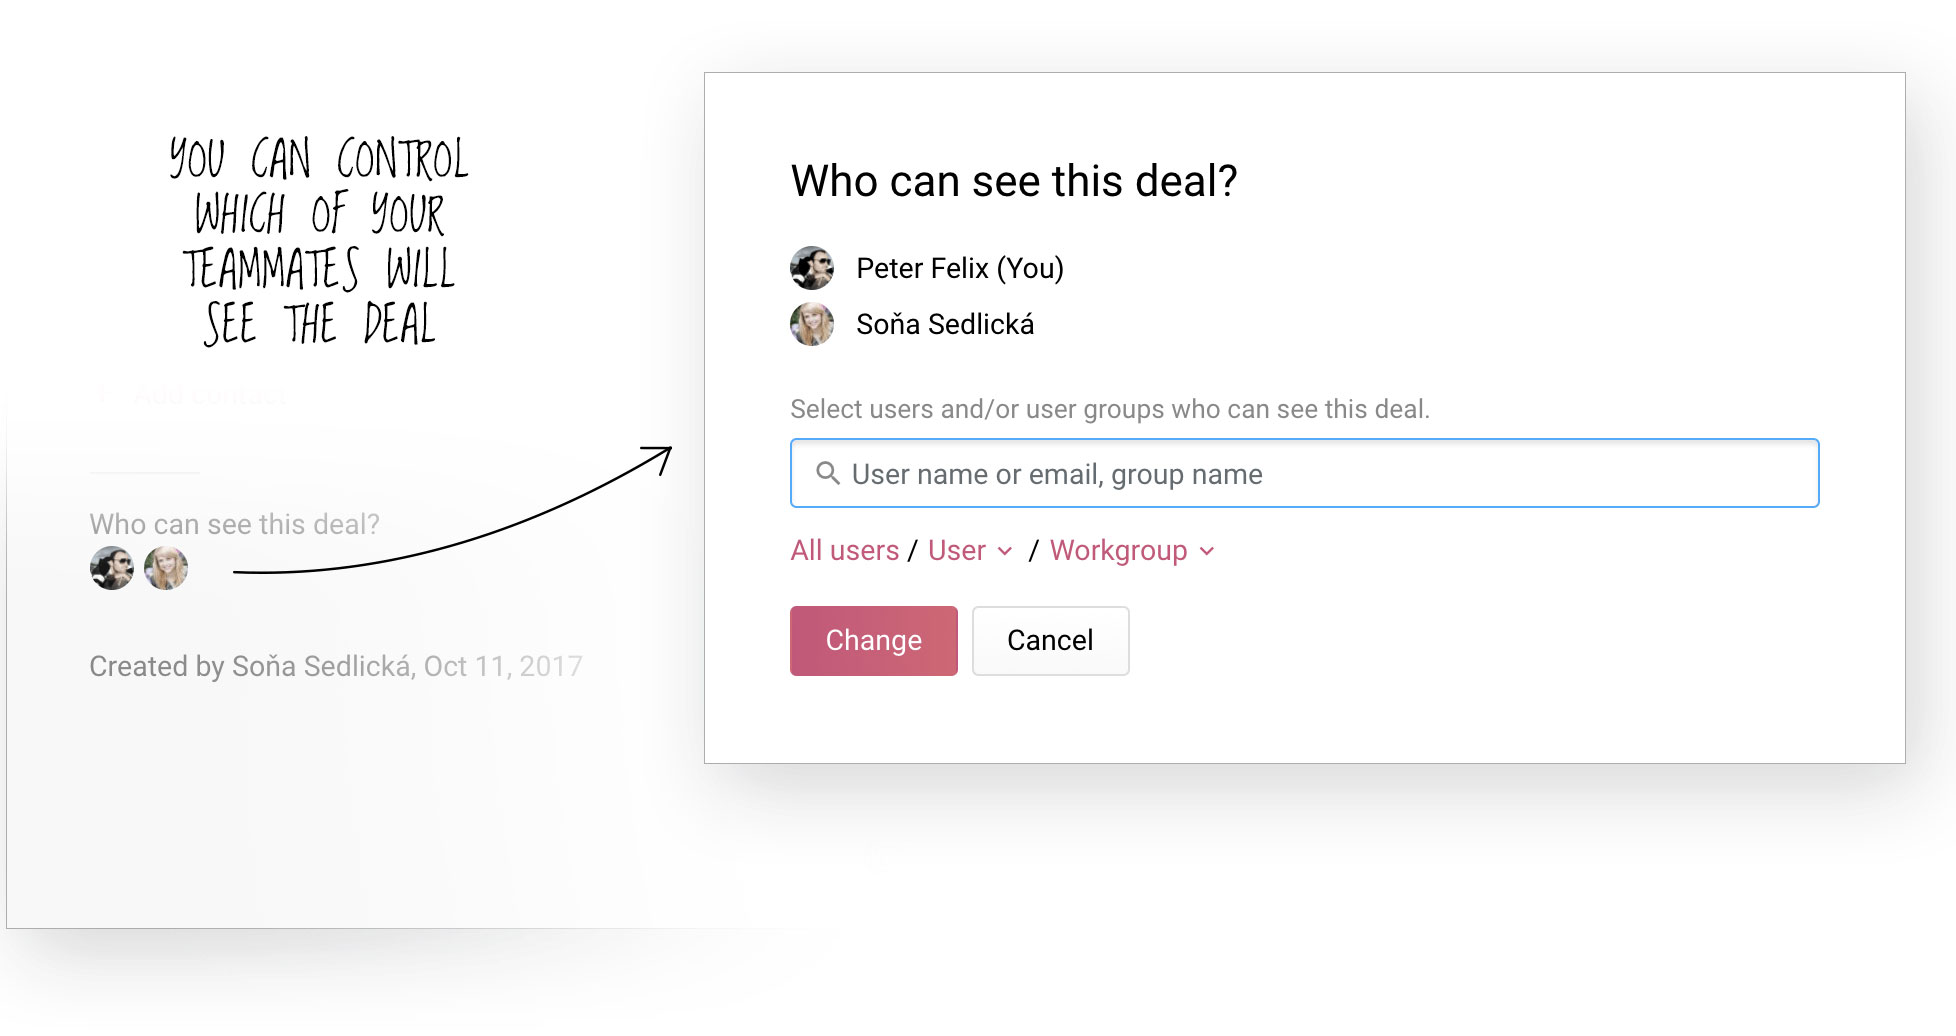 YOU CAN CONTROL
WHICH OF YOUR
TEAMMATES WILL
SEE THE DEAL
Add contact
Who can see this deal?
Created by Soňa Sedlická, Oct 11, 2017
Who can see this deal?
Peter Felix (You)
Soňa Sedlická
Select users and/or user groups who can see this deal.
User name or email, group name
All users / User / Workgroup
Change Cancel